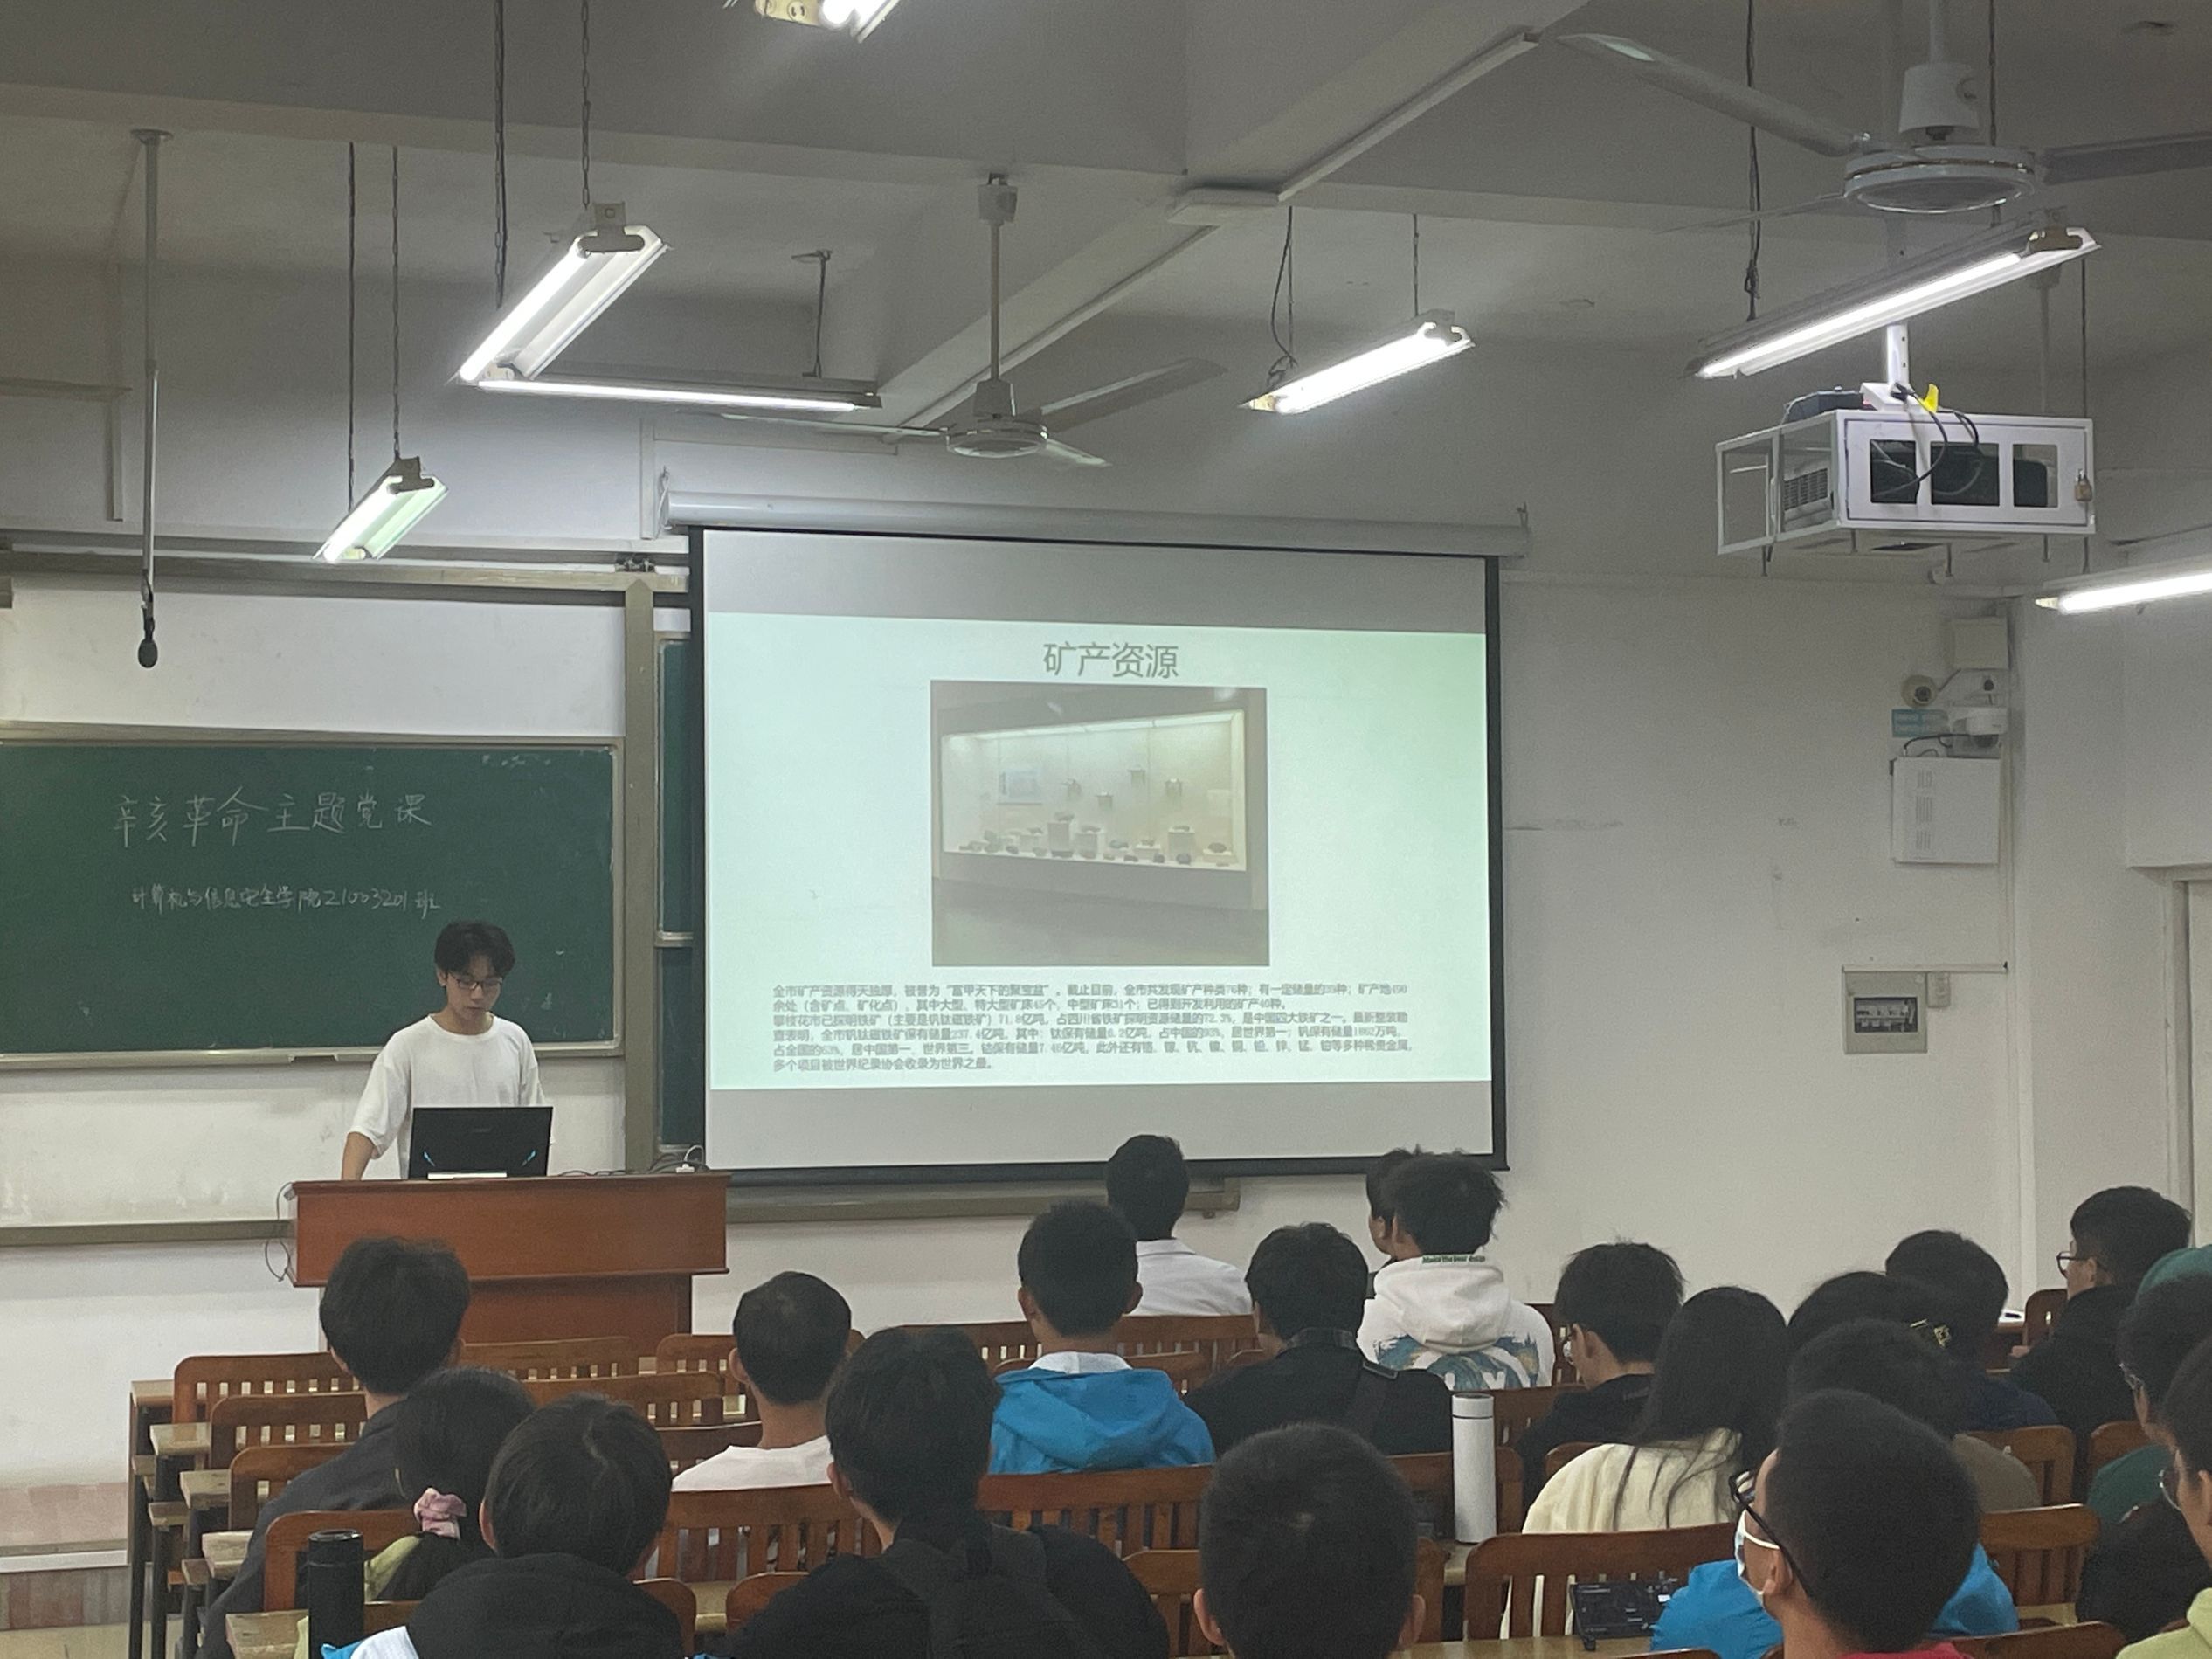 辛亥革命主题党课
计算机与信息安全学院21003201班
矿产资源
全市矿产资源得天独厚，被誉为“富甲天下的聚宝盆”。截止目前，全市共发现矿产种类76种；有一定储量的39种；矿产地490
余处（含矿点、矿化点），其中大型、特大型矿床45个，中型矿床31个；已得到开发利用的矿产40种。
攀枝花市已探明铁矿（主要是钒钛磁铁矿）71.8亿吨，占四川省铁矿探明资源储量的72.3%，是中国四大铁矿之一。最新整装勘
查表明，全市钒钛磁铁矿保有储量237.4亿吨。其中：钛保有储量6.2亿吨，占中国的93%，居世界第一；钒保有储量1862万吨，
占全国的63%，居中国第一、世界第三。钴保有储量7.46亿吨，此外还有铬、镓、钪、镍、铜、铅、锌、锰、铂等多种稀贵金属，
多个项目被世界纪录协会收录为世界之最。